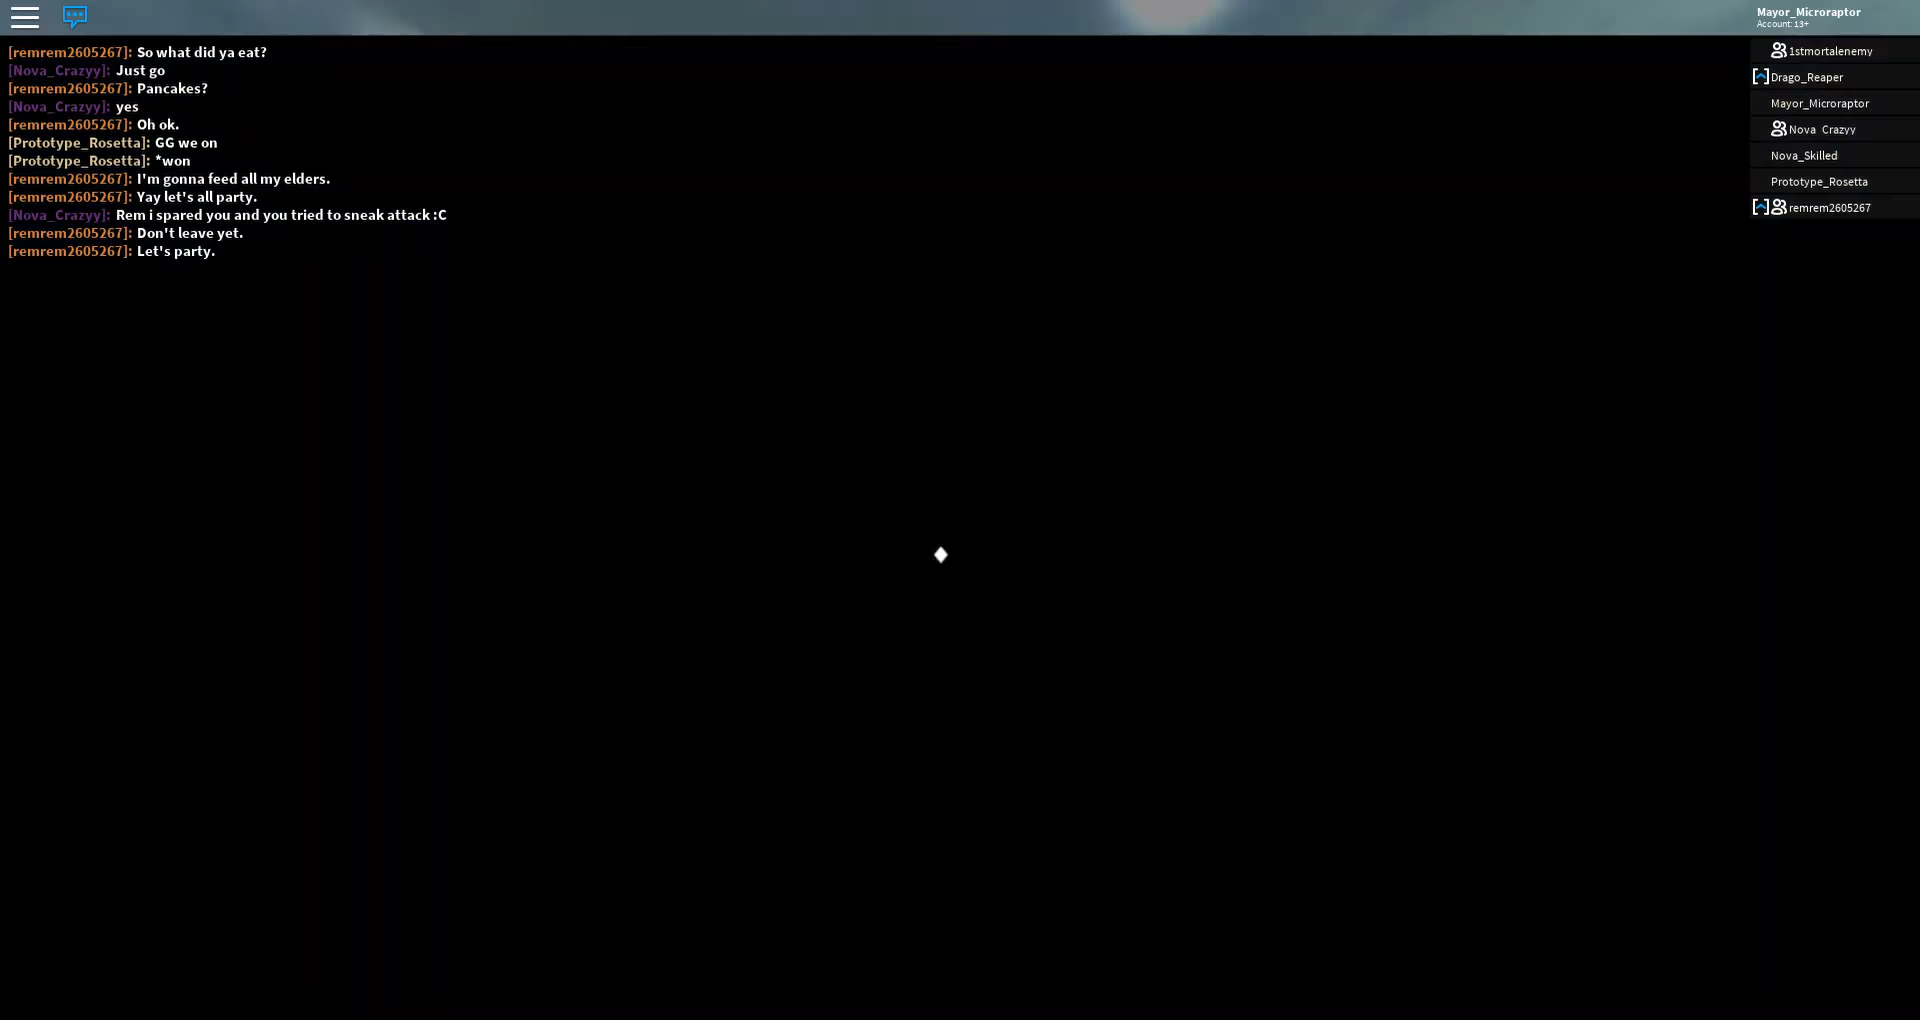 Mayor_Microraptor
Account: 13+
[remrem2605267]: So what did ya eat?
[Nova_Crazyy]: Just go
[remrem2605267]: Pancakes?
[Nova_Crazyy]: yes
[remrem2605267]: Oh ok.
[Prototype_Rosetta]: GG we on
[Prototype_Rosetta]: *won
[remrem2605267]: I'm gonna feed all my elders.
[remrem2605267]: Yay let's all party.
[Nova_Crazyy]: Rem i spared you and you tried to sneak attack :C
[remrem2605267]: Don't leave yet.
[remrem2605267]: Let's party.
1stmortalenemy
Drago_Reaper
Mayor_Microraptor
Nova_Crazyy
Nova_Skilled
Prototype_Rosetta
remrem2605267